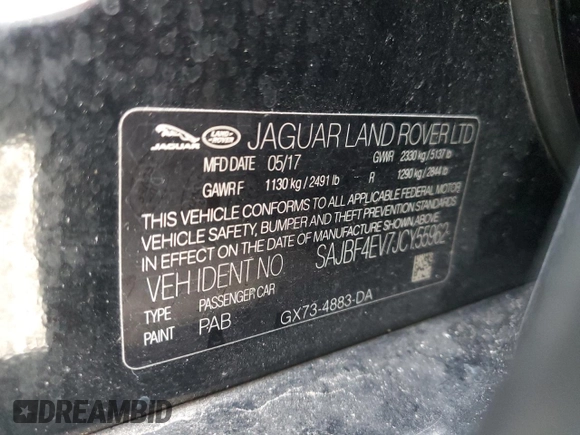 JAGUAR LAND ROVER JAGUAR LAND ROVER LTD
MFD DATE 05/17 GVWR 2330 kg / 5137 lb
GAWR F 1130 kg / 2491 lb R 1290 kg / 2844 lb
THIS VEHICLE CONFORMS TO ALL APPLICABLE FEDERAL MOTOR
VEHICLE SAFETY, BUMPER AND THEFT PREVENTION STANDARDS
IN EFFECT ON THE DATE OF MANUFACTURE SHOWN ABOVE
VEH IDENT NO SAJBF4EV7JCY55962
TYPE PASSENGER CAR
PAINT PAB GX73-4883-DA
DREAMBID